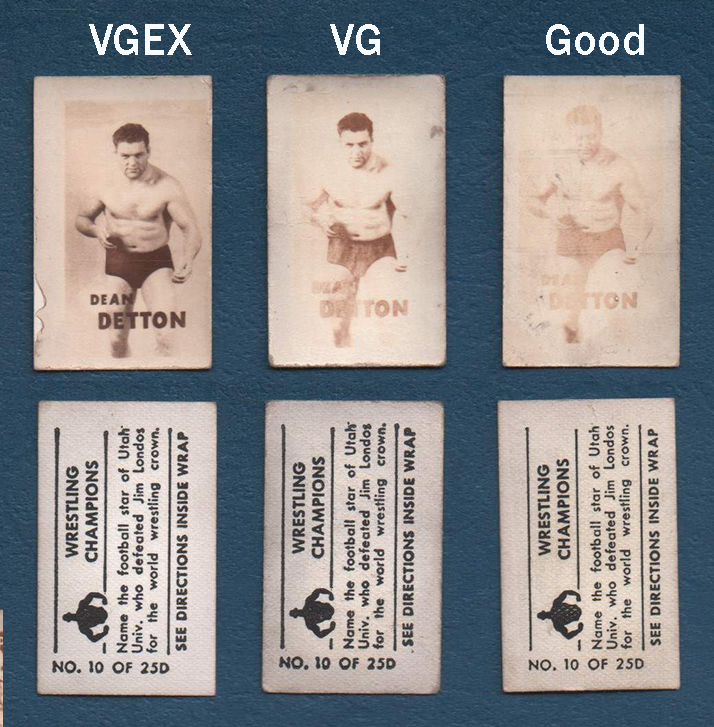 VGEX
VG
Good
DEAN
DETTON
DEAN
DETTON
DEAN
DETTON
WRESTLING
CHAMPIONS
Name the football star of Utah
Univ. who defeated Jim Londos
for the world wrestling crown.
SEE DIRECTIONS INSIDE WRAP
NO. 10 OF 25D
WRESTLING
CHAMPIONS
Name the football star of Utah
Univ. who defeated Jim Londos
for the world wrestling crown.
SEE DIRECTIONS INSIDE WRAP
NO. 10 OF 25D
WRESTLING
CHAMPIONS
Name the football star of Utah
Univ. who defeated Jim Londos
for the world wrestling crown.
SEE DIRECTIONS INSIDE WRAP
NO. 10 OF 25D